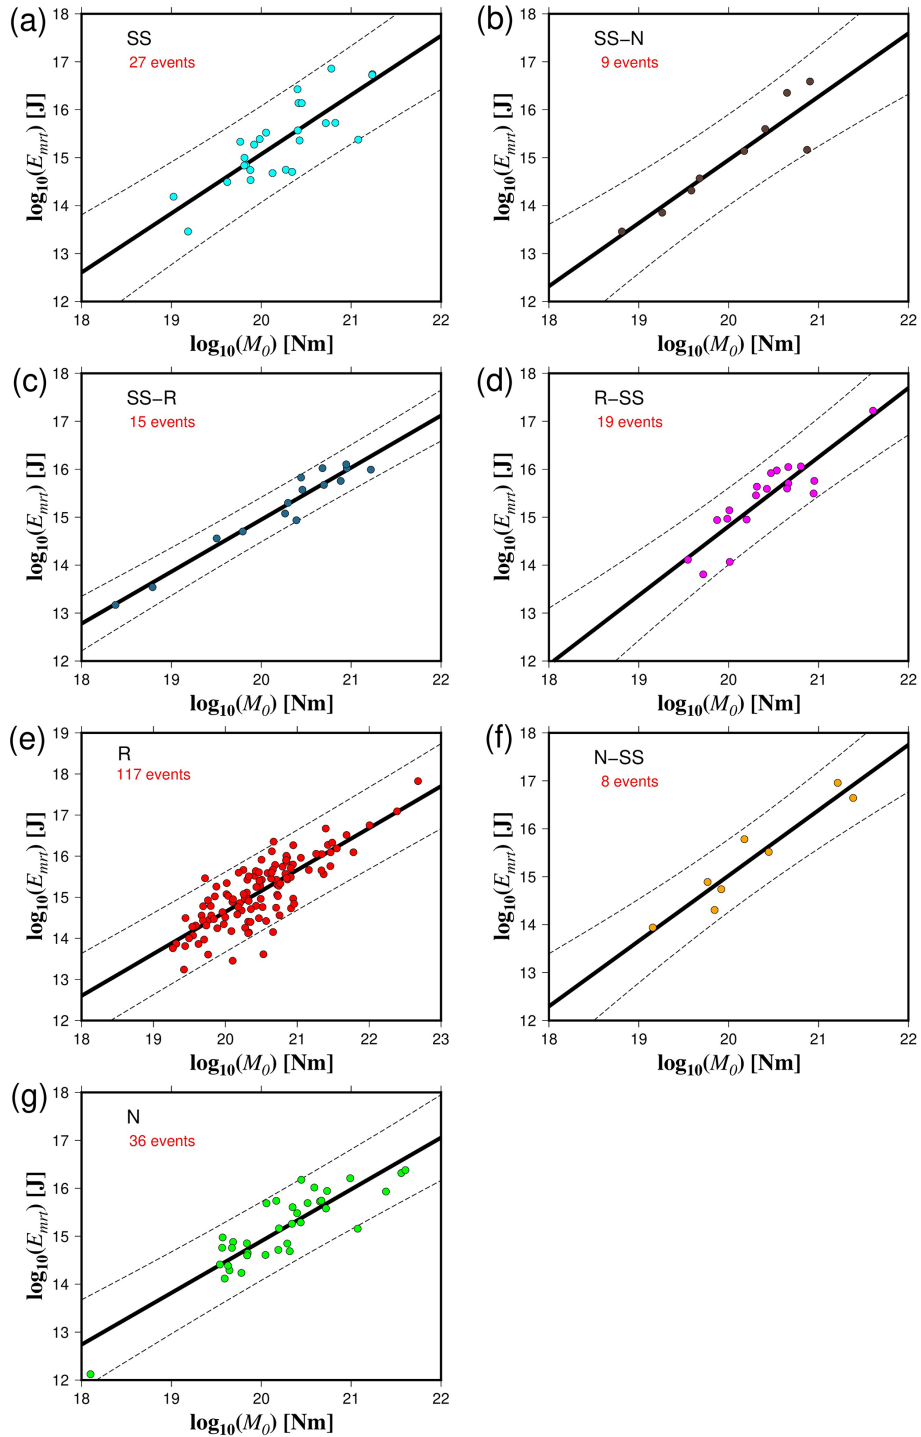 (a)
SS
27 events
18
17
16
15
14
13
12
log10(Emrt) [J]
18 19 20 21 22
log10(M0) [Nm]
(b)
SS–N
9 events
18
17
16
15
14
13
12
log10(Emrt) [J]
18 19 20 21 22
log10(M0) [Nm]
(c)
SS–R
15 events
18
17
16
15
14
13
12
log10(Emrt) [J]
18 19 20 21 22
log10(M0) [Nm]
(d)
R–SS
19 events
18
17
16
15
14
13
12
log10(Emrt) [J]
18 19 20 21 22
log10(M0) [Nm]
(e)
R
117 events
19
18
17
16
15
14
13
12
log10(Emrt) [J]
18 19 20 21 22 23
log10(M0) [Nm]
(f)
N–SS
8 events
18
17
16
15
14
13
12
log10(Emrt) [J]
18 19 20 21 22
log10(M0) [Nm]
(g)
N
36 events
18
17
16
15
14
13
12
log10(Emrt) [J]
18 19 20 21 22
log10(M0) [Nm]